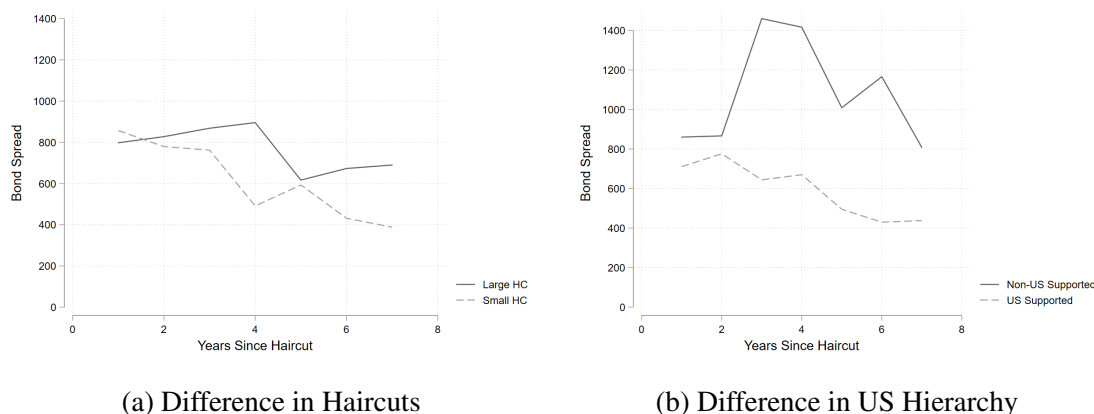 1400
1200
1000
800
600
400
200
0
Bond Spread
0 2 4 6 8
Years Since Haircut
Large HC
Small HC
(a) Difference in Haircuts
1400
1200
1000
800
600
400
200
0
Bond Spread
0 2 4 6 8
Years Since Haircut
Non-US Supported
US Supported
(b) Difference in US Hierarchy